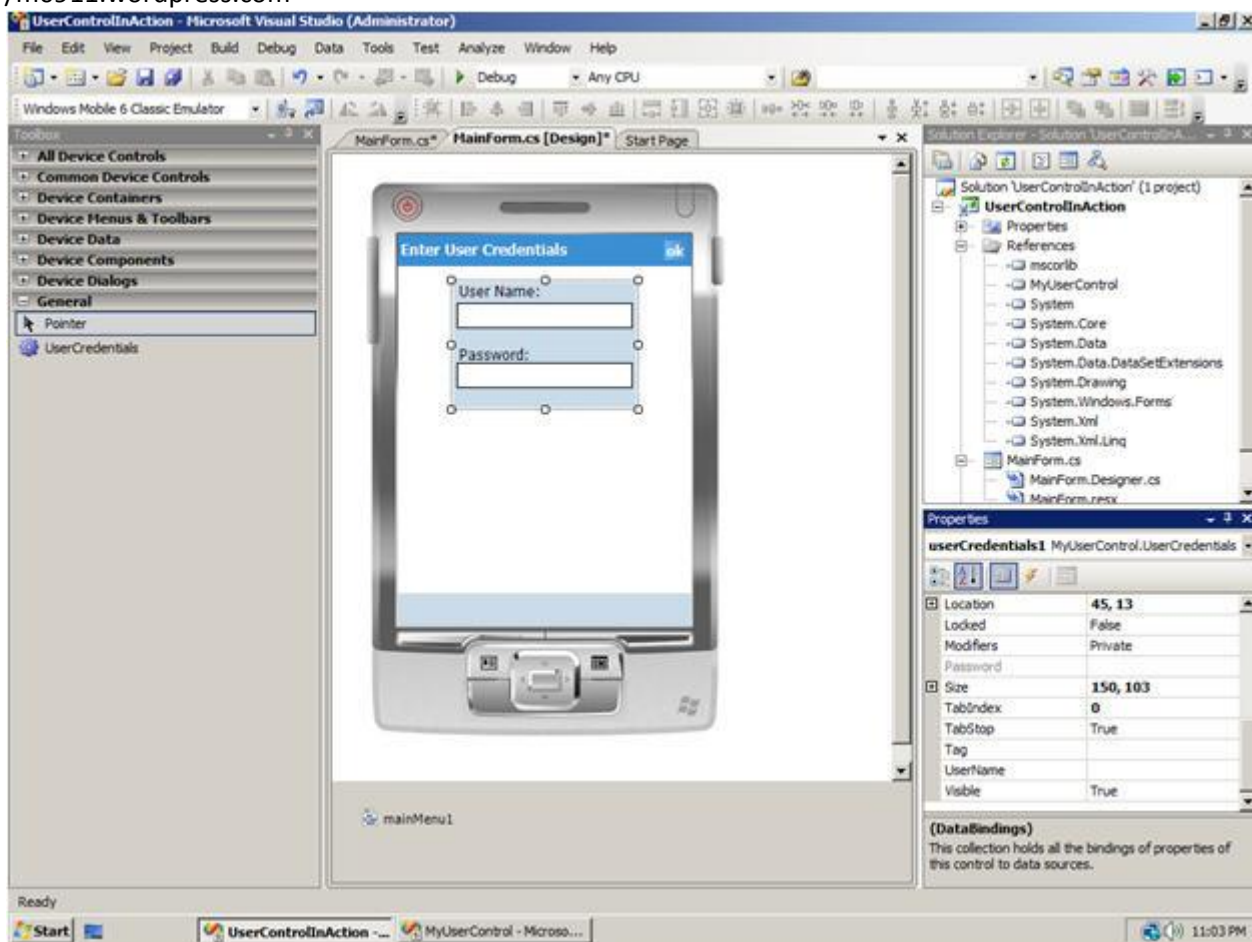 /mo911.wordpress.com
UserControlInAction - Microsoft Visual Studio (Administrator)
File Edit View Project Build Debug Data Tools Test Analyze Window Help
Debug Any CPU
Windows Mobile 6 Classic Emulator
Toolbox
All Device Controls
Common Device Controls
Device Containers
Device Menus & Toolbars
Device Data
Device Components
Device Dialogs
General
Pointer
UserCredentials
MainForm.cs* MainForm.cs [Design]* Start Page
Enter User Credentials ok
User Name:
Password:
mainMenu1
Solution Explorer - Solution 'UserControlInA...
Solution 'UserControlInAction' (1 project)
UserControlInAction
Properties
References
mscorlib
MyUserControl
System
System.Core
System.Data
System.Data.DataSetExtensions
System.Drawing
System.Windows.Forms
System.Xml
System.Xml.Linq
MainForm.cs
MainForm.Designer.cs
MainForm.resx
Properties
userCredentials1 MyUserControl.UserCredentials
Location 45, 13
Locked False
Modifiers Private
Password
Size 150, 103
TabIndex 0
TabStop True
Tag
UserName
Visible True
(DataBindings)
This collection holds all the bindings of properties of
this control to data sources.
Ready
Start UserControlInAction -... MyUserControl - Microso... 11:03 PM